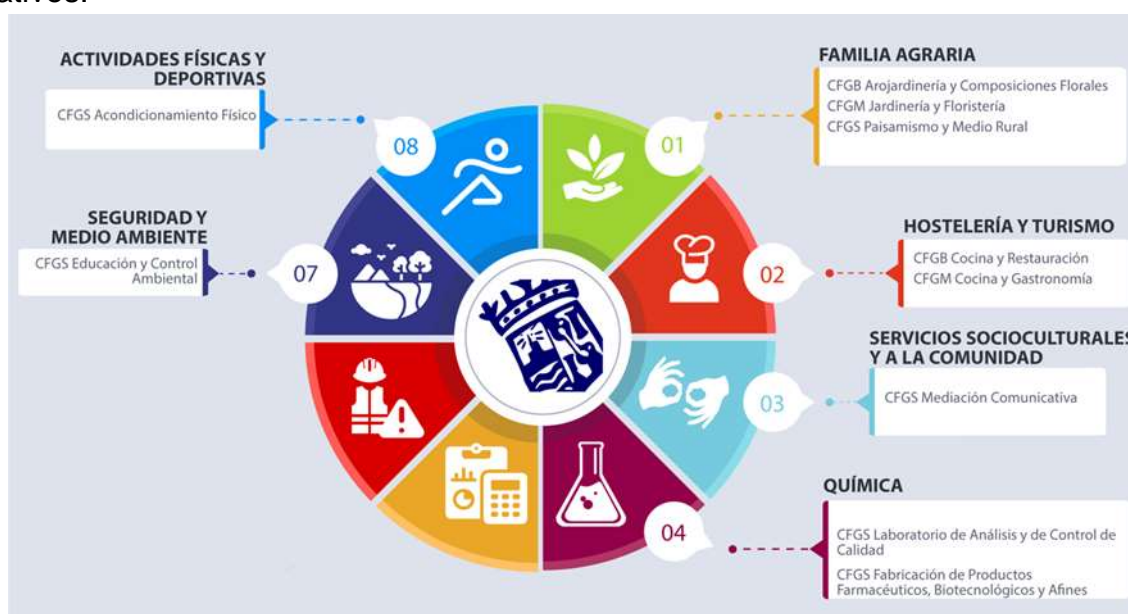 ativos.
ACTIVIDADES FÍSICAS Y
DEPORTIVAS
CFGS Acondicionamiento Físico
08
FAMILIA AGRARIA
CFGB Arojardinería y Composiciones Florales
CFGM Jardinería y Floristería
CFGS Paisamismo y Medio Rural
01
SEGURIDAD Y
MEDIO AMBIENTE
CFGS Educación y Control
Ambiental
07
HOSTELERÍA Y TURISMO
CFGB Cocina y Restauración
CFGM Cocina y Gastronomía
02
SERVICIOS SOCIOCULTURALES
Y A LA COMUNIDAD
CFGS Mediación Comunicativa
03
QUÍMICA
CFGS Laboratorio de Análisis y de Control de
Calidad
CFGS Fabricación de Productos
Farmacéuticos, Biotecnológicos y Afines
04